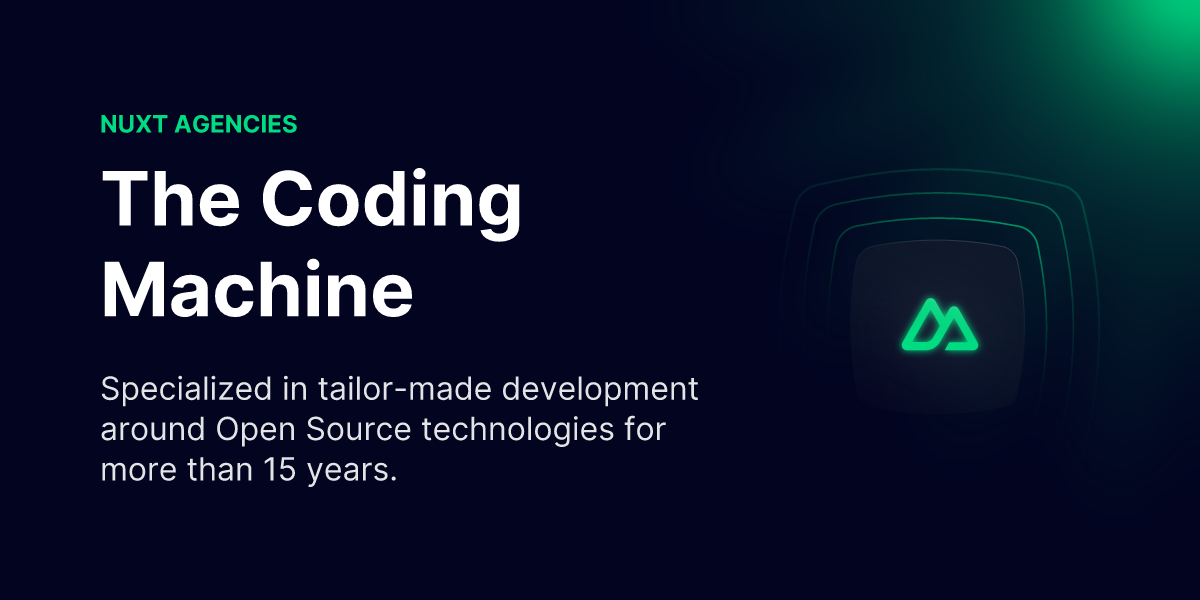 NUXT AGENCIES
The Coding
Machine
Specialized in tailor-made development
around Open Source technologies for
more than 15 years.